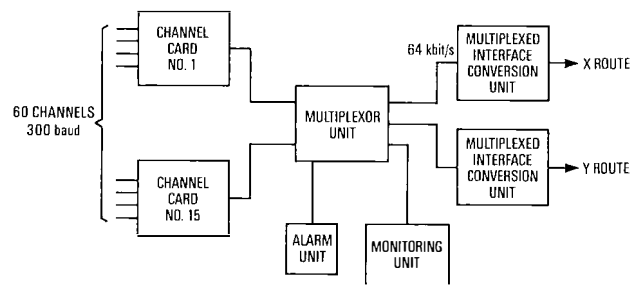 60 CHANNELS
300 baud
CHANNEL
CARD
NO. 1
CHANNEL
CARD
NO. 15
MULTIPLEXOR
UNIT
ALARM
UNIT
MONITORING
UNIT
64 kbit/s
MULTIPLEXED
INTERFACE
CONVERSION
UNIT
X ROUTE
MULTIPLEXED
INTERFACE
CONVERSION
UNIT
Y ROUTE